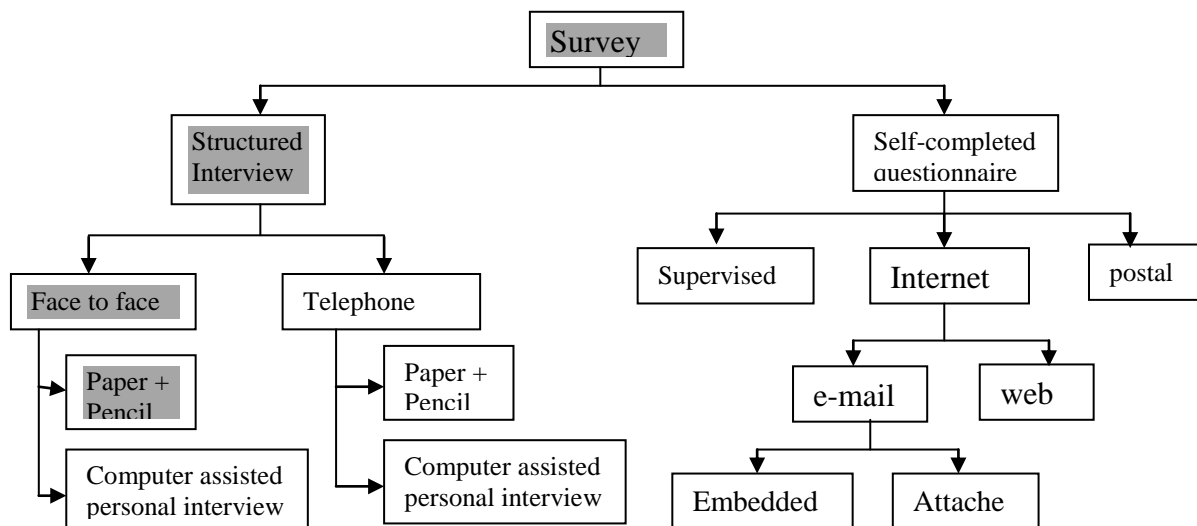 Survey
Structured
Interview
Self-completed
questionnaire
Face to face
Telephone
Supervised
Internet
postal
Paper +
Pencil
Paper +
Pencil
e-mail
web
Computer assisted
personal interview
Computer assisted
personal interview
Embedded
Attache